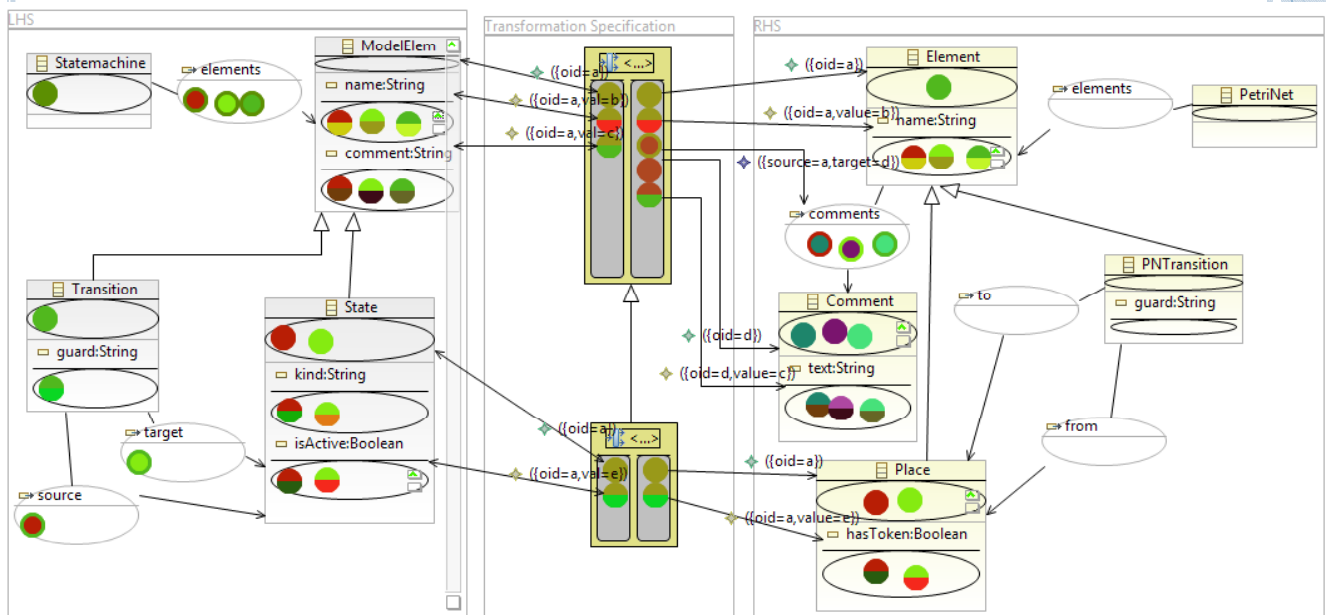 LHS
Transformation Specification
RHS
Statemachine
elements
ModelElem
name:String
comment:String
<...>
({oid=a})
({oid=a,val=b})
({oid=a,val=c})
({oid=a})
({oid=a,value=b})
({source=a,target=d})
Element
name:String
elements
PetriNet
comments
Transition
guard:String
State
kind:String
isActive:Boolean
target
source
({oid=d})
({oid=d,value=c})
Comment
text:String
to
PNTransition
guard:String
from
<...>
({oid=a})
({oid=a,val=e})
({oid=a})
({oid=a,value=e})
Place
hasToken:Boolean